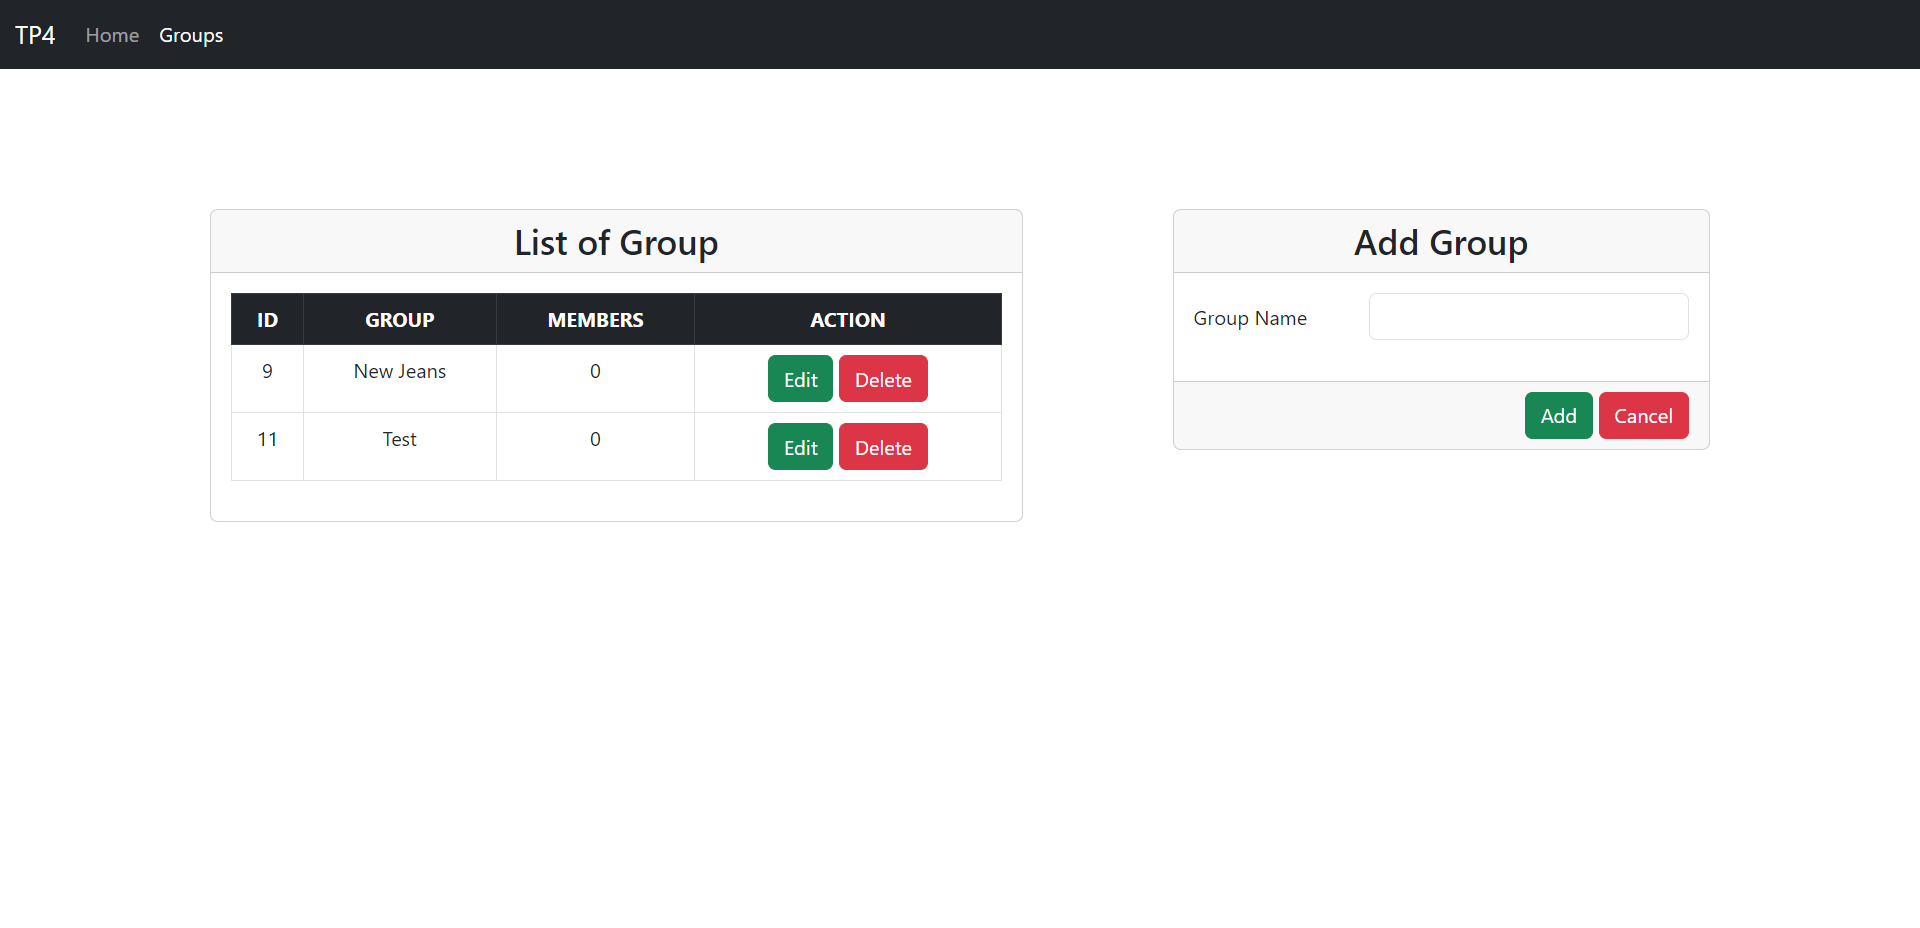 TP4 Home Groups
List of Group
ID GROUP MEMBERS ACTION
9 New Jeans 0 Edit Delete
11 Test 0 Edit Delete
Add Group
Group Name
Add Cancel